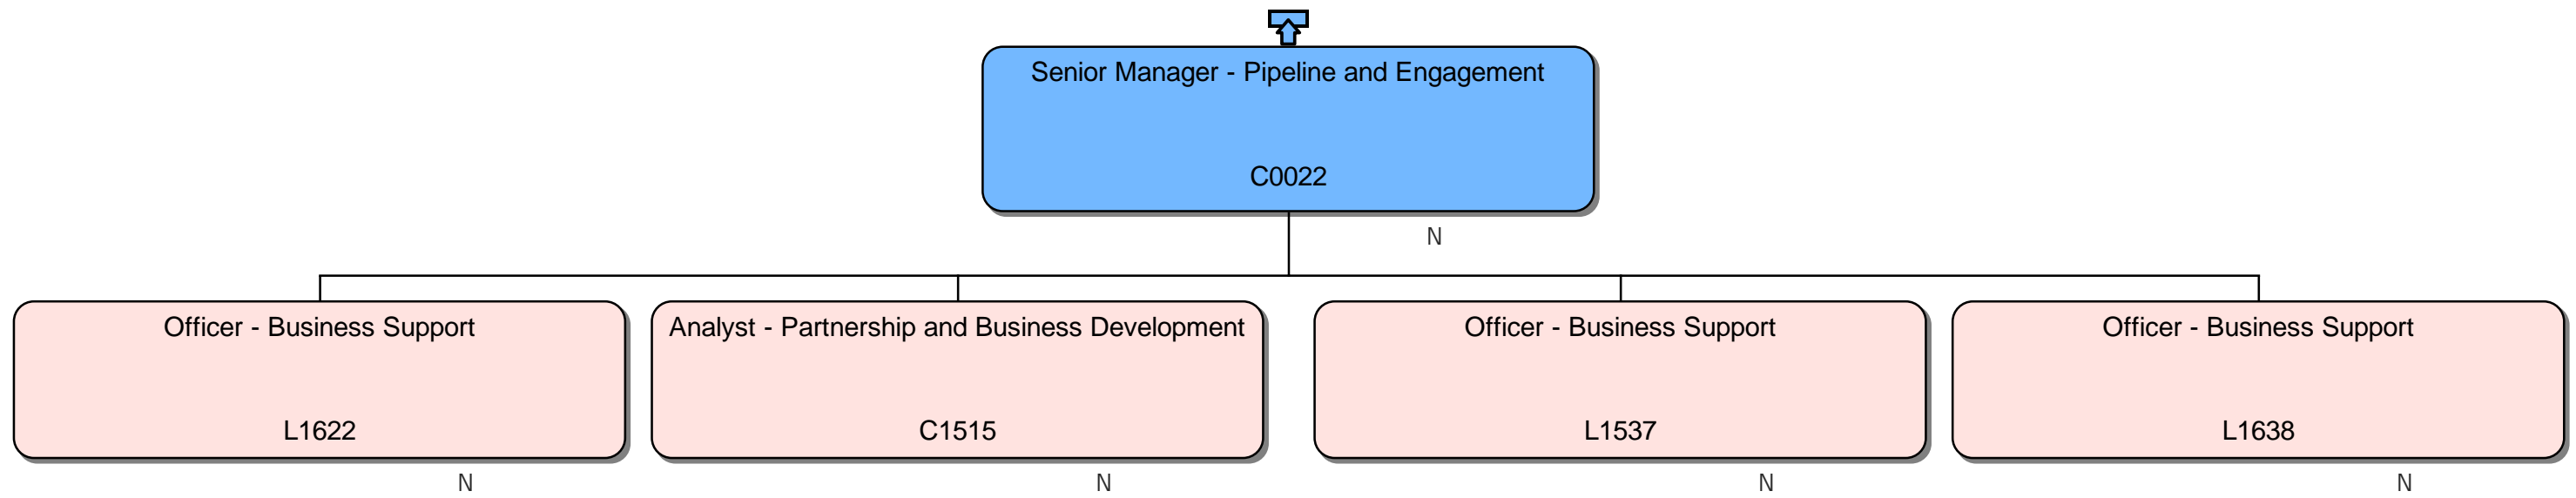 Senior Manager - Pipeline and Engagement
C0022
N
Officer - Business Support
L1622
N
Analyst - Partnership and Business Development
C1515
N
Officer - Business Support
L1537
N
Officer - Business Support
L1638
N